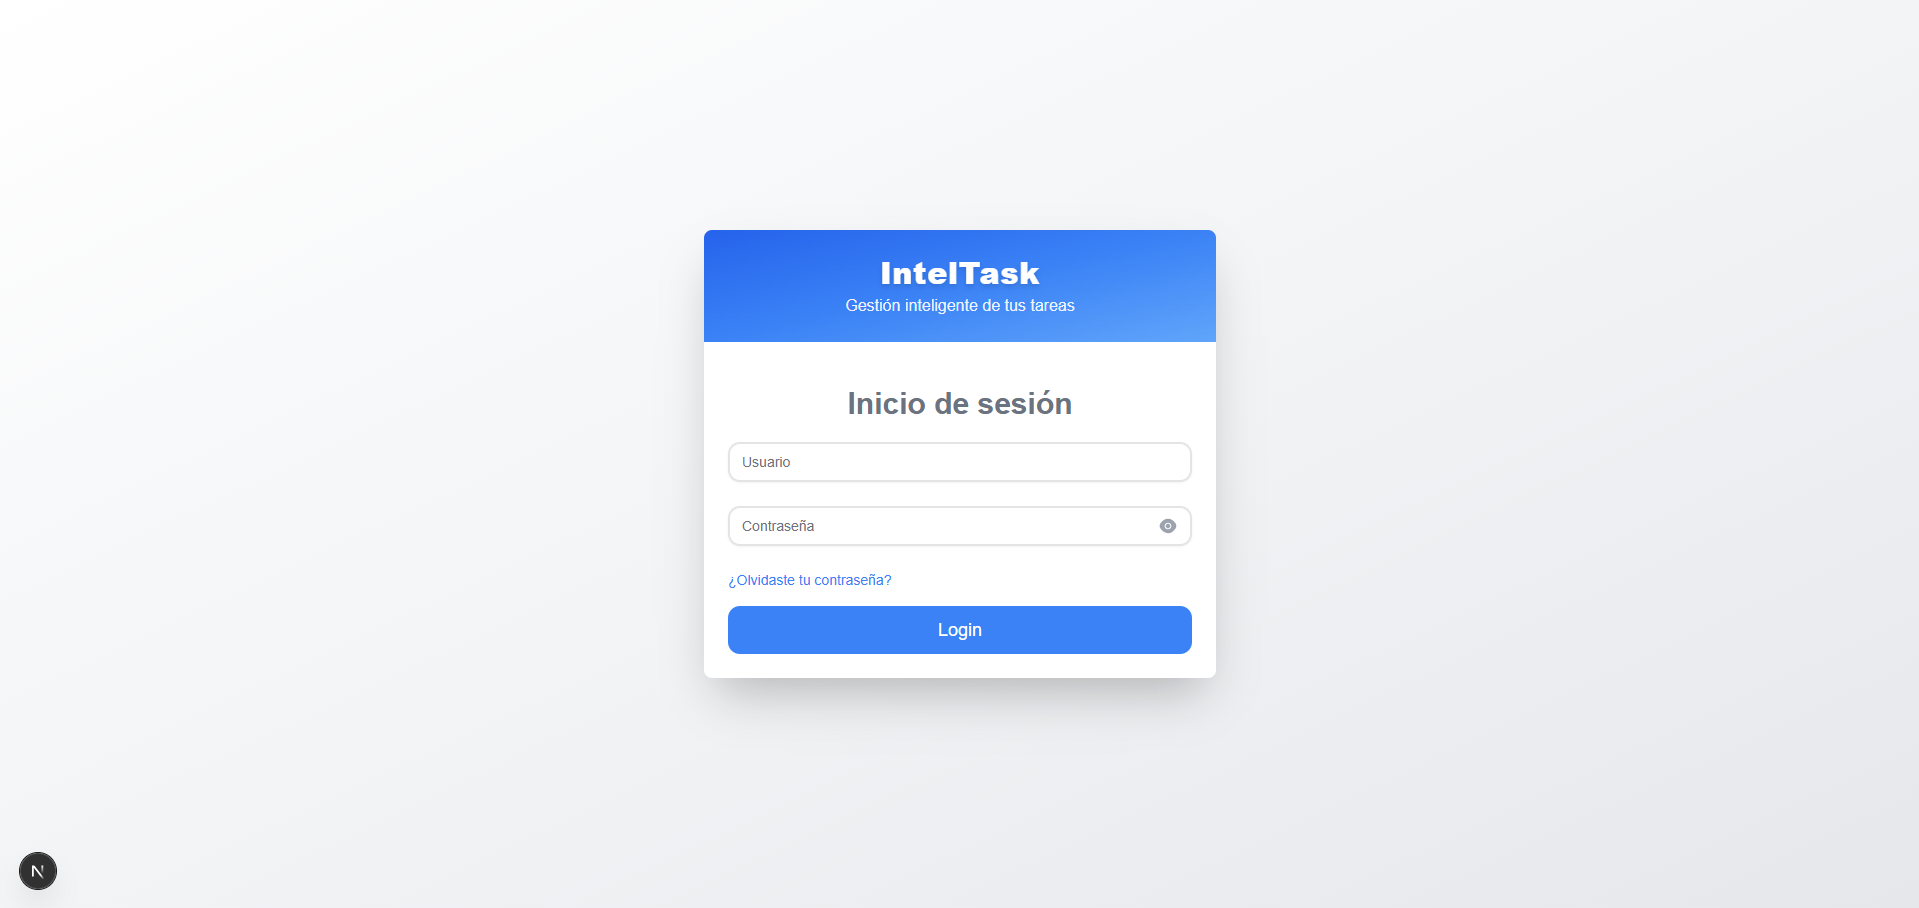 IntelTask
Gestión inteligente de tus tareas
Inicio de sesión
Usuario
Contraseña
¿Olvidaste tu contraseña?
Login
N